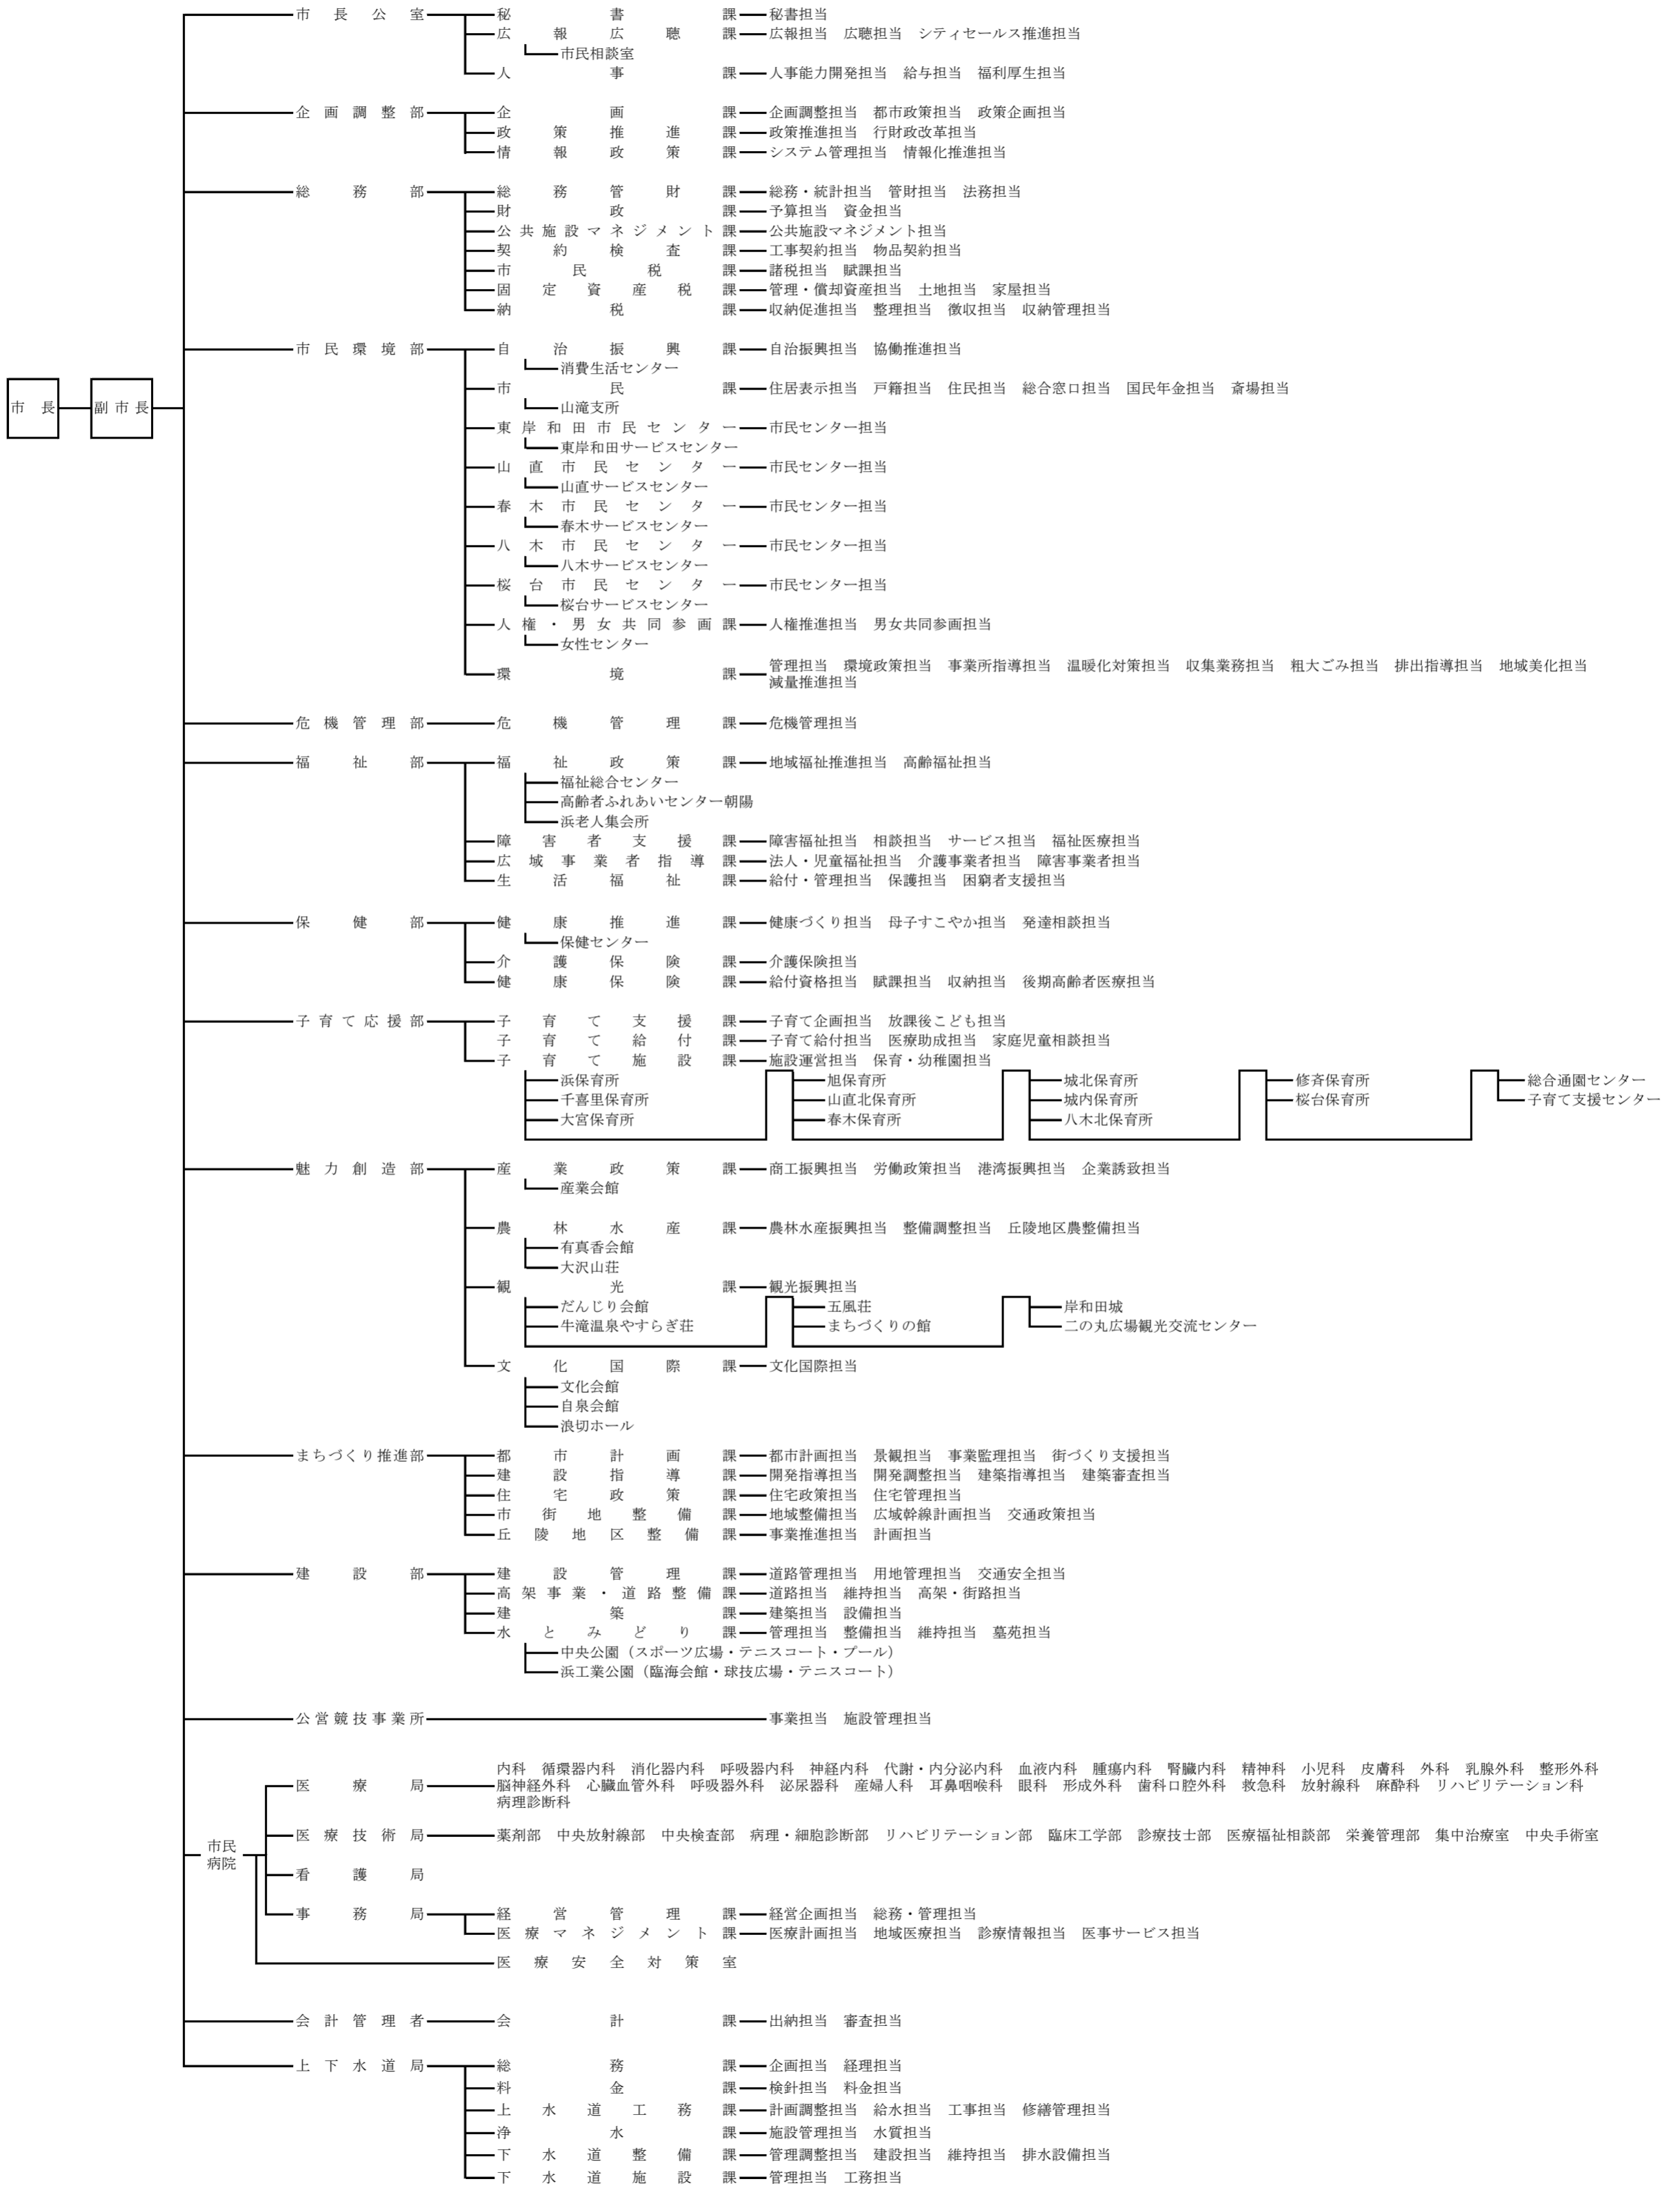 市長公室 秘書課 秘書担当
広報広聴課 広報担当 広聴担当 シティセールス推進担当
市民相談室
人事課 人事能力開発担当 給与担当 福利厚生担当
企画調整部 企画課 企画調整担当 都市政策担当 政策企画担当
政策推進課 政策推進担当 行財政改革担当
情報政策課 システム管理担当 情報化推進担当
総務部 総務管財課 総務・統計担当 管財担当 法務担当
財政課 予算担当 資金担当
公共施設マネジメント課 公共施設マネジメント担当
契約検査課 工事契約担当 物品契約担当
市民税課 諸税担当 賦課担当
固定資産税課 管理・償却資産担当 土地担当 家屋担当
納税課 収納促進担当 整理担当 徴収担当 収納管理担当
市民環境部 自治振興課 自治振興担当 協働推進担当
消費生活センター
市民課 住居表示担当 戸籍担当 住民担当 総合窓口担当 国民年金担当 斎場担当
市長 副市長 山滝支所
東岸和田市民センター 市民センター担当
東岸和田サービスセンター
山直市民センター 市民センター担当
山直サービスセンター
春木市民センター 市民センター担当
春木サービスセンター
八木市民センター 市民センター担当
八木サービスセンター
桜台市民センター 市民センター担当
桜台サービスセンター
人権・男女共同参画課 人権推進担当 男女共同参画担当
女性センター
環境課 管理担当 環境政策担当 事業所指導担当 温暖化対策担当 収集業務担当 粗大ごみ担当 排出指導担当 地域美化担当
減量推進担当
危機管理部 危機管理課 危機管理担当
福祉部 福祉政策課 地域福祉推進担当 高齢福祉担当
福祉総合センター
高齢者ふれあいセンター朝陽
浜老人集会所
障害者支援課 障害福祉担当 相談担当 サービス担当 福祉医療担当
広域事業者指導課 法人・児童福祉担当 介護事業者担当 障害事業者担当
生活福祉課 給付・管理担当 保護担当 困窮者支援担当
保健部 健康推進課 健康づくり担当 母子すこやか担当 発達相談担当
保健センター
介護保険課 介護保険担当
健康保険課 給付資格担当 賦課担当 収納担当 後期高齢者医療担当
子育て応援部 子育て支援課 子育て企画担当 放課後こども担当
子育て給付課 子育て給付担当 医療助成担当 家庭児童相談担当
子育て施設課 施設運営担当 保育・幼稚園担当
浜保育所 旭保育所 城北保育所 修斉保育所 総合通園センター
千喜里保育所 山直北保育所 城内保育所 桜台保育所 子育て支援センター
大宮保育所 春木保育所 八木北保育所
魅力創造部 産業政策課 商工振興担当 労働政策担当 港湾振興担当 企業誘致担当
産業会館
農林水産課 農林水産振興担当 整備調整担当 丘陵地区農整備担当
有真香会館
大沢山荘
観光課 観光振興担当
だんじり会館 五風荘 岸和田城
牛滝温泉やすらぎ荘 まちづくりの館 二の丸広場観光交流センター
文化国際課 文化国際担当
文化会館
自泉会館
浪切ホール
まちづくり推進部 都市計画課 都市計画担当 景観担当 事業監理担当 街づくり支援担当
建設指導課 開発指導担当 開発調整担当 建築指導担当 建築審査担当
住宅政策課 住宅政策担当 住宅管理担当
市街地整備課 地域整備担当 広域幹線計画担当 交通政策担当
丘陵地区整備課 事業推進担当 計画担当
建設部 建設管理課 道路管理担当 用地管理担当 交通安全担当
高架事業・道路整備課 道路担当 維持担当 高架・街路担当
建築課 建築担当 設備担当
水とみどり課 管理担当 整備担当 維持担当 墓苑担当
中央公園（スポーツ広場・テニスコート・プール）
浜工業公園（臨海会館・球技広場・テニスコート）
公営競技事業所 事業担当 施設管理担当
内科 循環器内科 消化器内科 呼吸器内科 神経内科 代謝・内分泌内科 血液内科 腫瘍内科 腎臓内科 精神科 小児科 皮膚科 外科 乳腺外科 整形外科
医療局 脳神経外科 心臓血管外科 呼吸器外科 泌尿器科 産婦人科 耳鼻咽喉科 眼科 形成外科 歯科口腔外科 救急科 放射線科 麻酔科 リハビリテーション科
病理診断科
医療技術局 薬剤部 中央放射線部 中央検査部 病理・細胞診断部 リハビリテーション部 臨床工学部 診療技士部 医療福祉相談部 栄養管理部 集中治療室 中央手術室
市民
病院
看護局
事務局 経営管理課 経営企画担当 総務・管理担当
医療マネジメント課 医療計画担当 地域医療担当 診療情報担当 医事サービス担当
医療安全対策室
会計管理者 会計課 出納担当 審査担当
上下水道局 総務課 企画担当 経理担当
料金課 検針担当 料金担当
上水道工務課 計画調整担当 給水担当 工事担当 修繕管理担当
浄水課 施設管理担当 水質担当
下水道整備課 管理調整担当 建設担当 維持担当 排水設備担当
下水道施設課 管理担当 工務担当